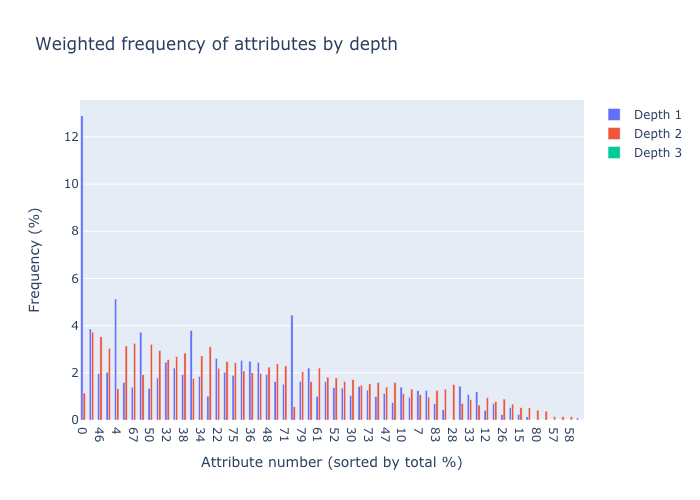 Weighted frequency of attributes by depth
Depth 1
Depth 2
Depth 3
12
10
8
6
4
2
0
Frequency (%)
0 46 4 67 50 32 38 34 22 75 36 48 71 79 61 52 30 73 47 10 7 83 28 33 12 26 15 80 57 58
Attribute number (sorted by total %)